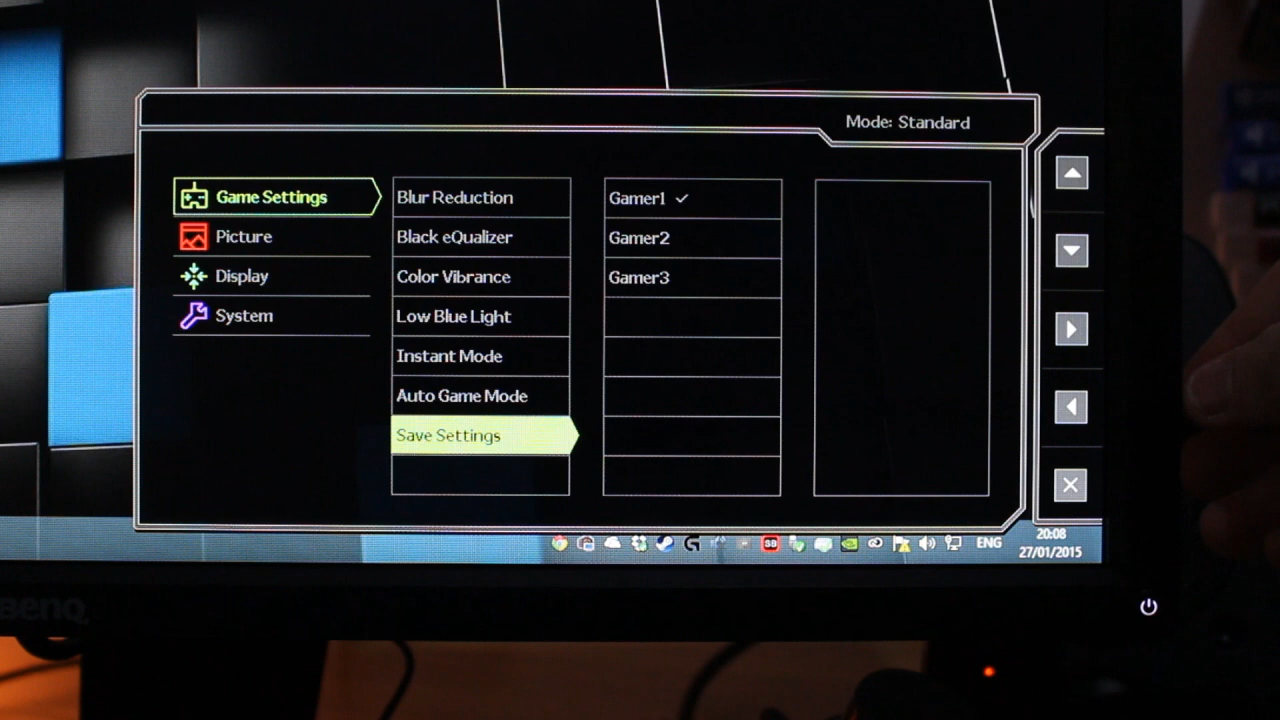 Mode: Standard
Game Settings
Picture
Display
System
Blur Reduction
Black eQualizer
Color Vibrance
Low Blue Light
Instant Mode
Auto Game Mode
Save Settings
Gamer1 ✓
Gamer2
Gamer3
SB
ENG
20:08
27/01/2015
BenQ